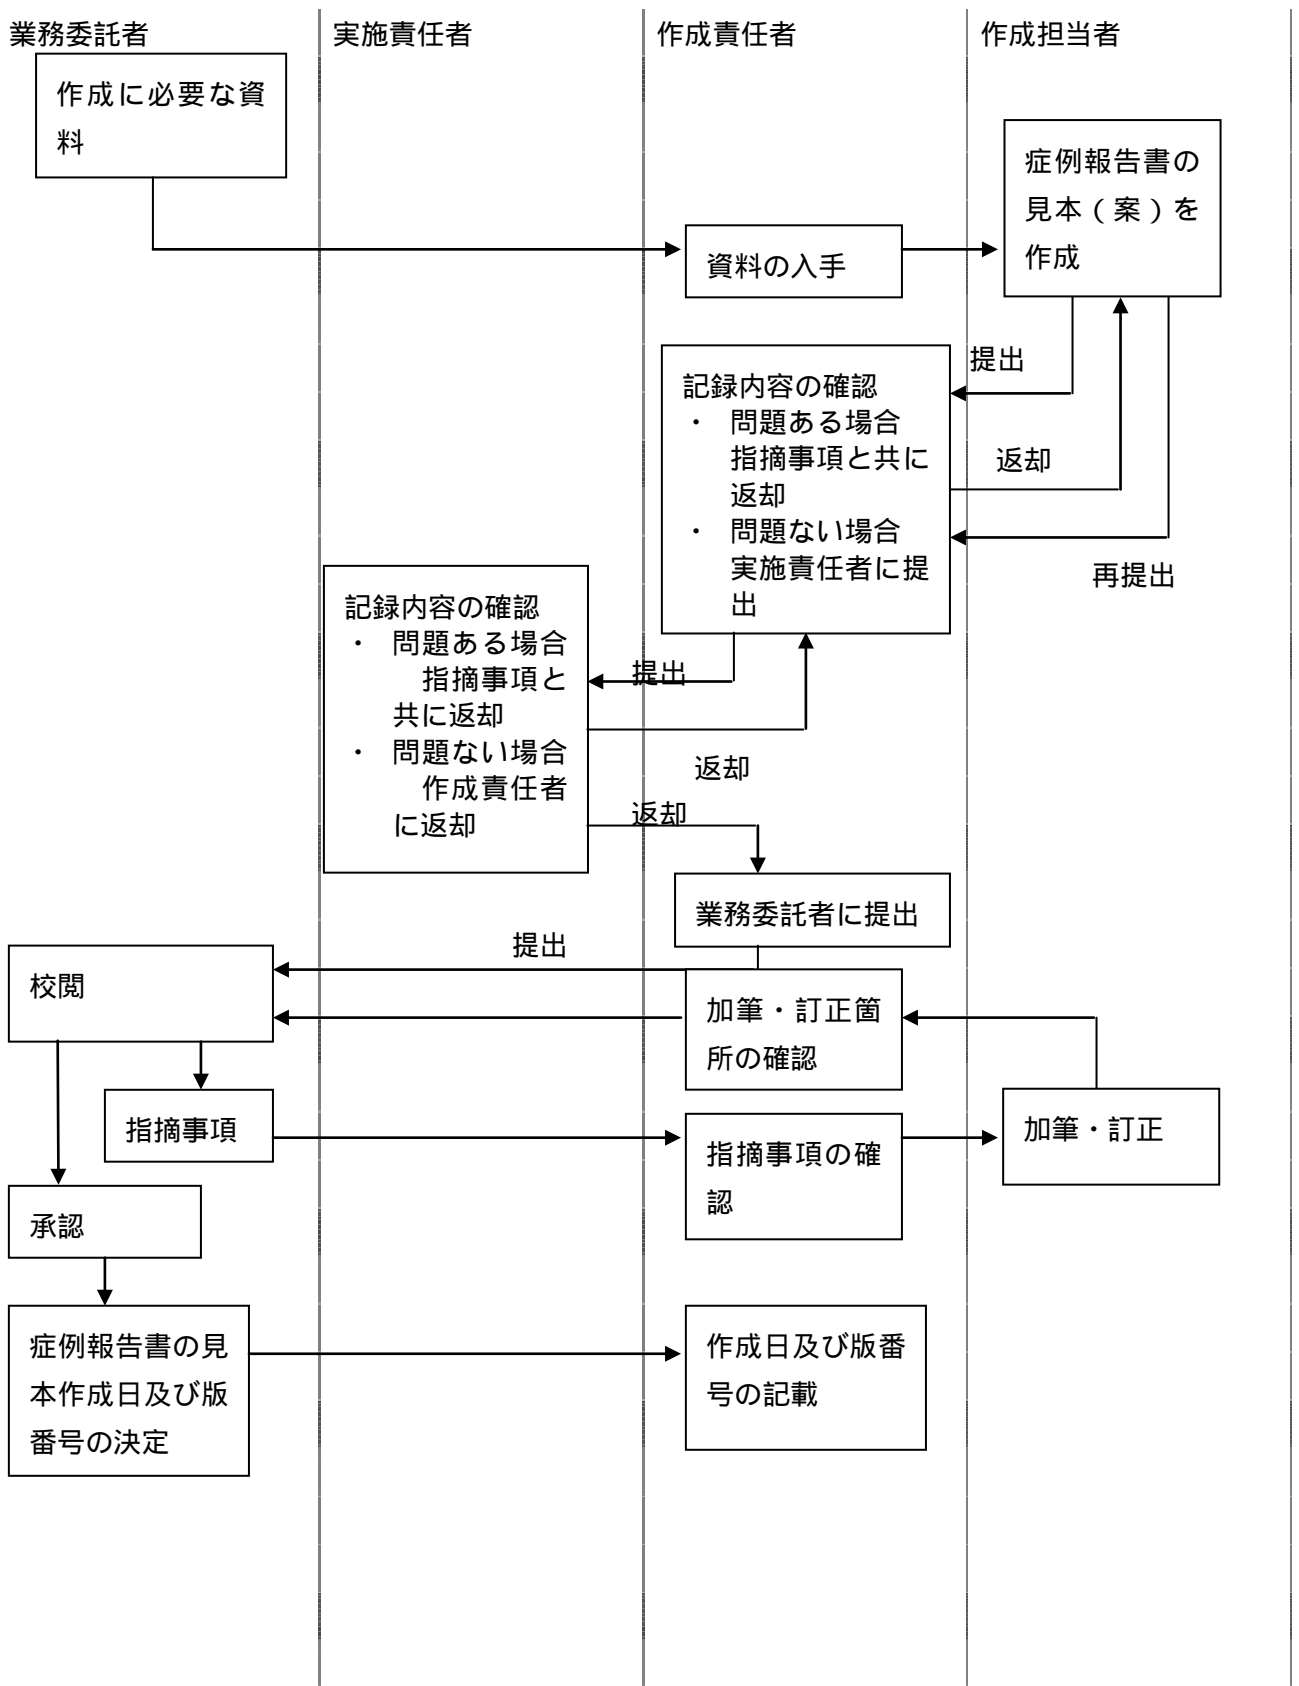 業務委託者
実施責任者
作成責任者
作成担当者
作成に必要な資
料
症例報告書の
見本（案）を
作成
資料の入手
提出
記録内容の確認
・ 問題ある場合
指摘事項と共に
返却
・ 問題ない場合
実施責任者に提
出
返却
再提出
記録内容の確認
・ 問題ある場合
指摘事項と
共に返却
・ 問題ない場合
作成責任者
に返却
提出
返却
返却
業務委託者に提出
提出
校閲
加筆・訂正箇
所の確認
指摘事項
指摘事項の確
認
加筆・訂正
承認
症例報告書の見
本作成日及び版
番号の決定
作成日及び版番
号の記載